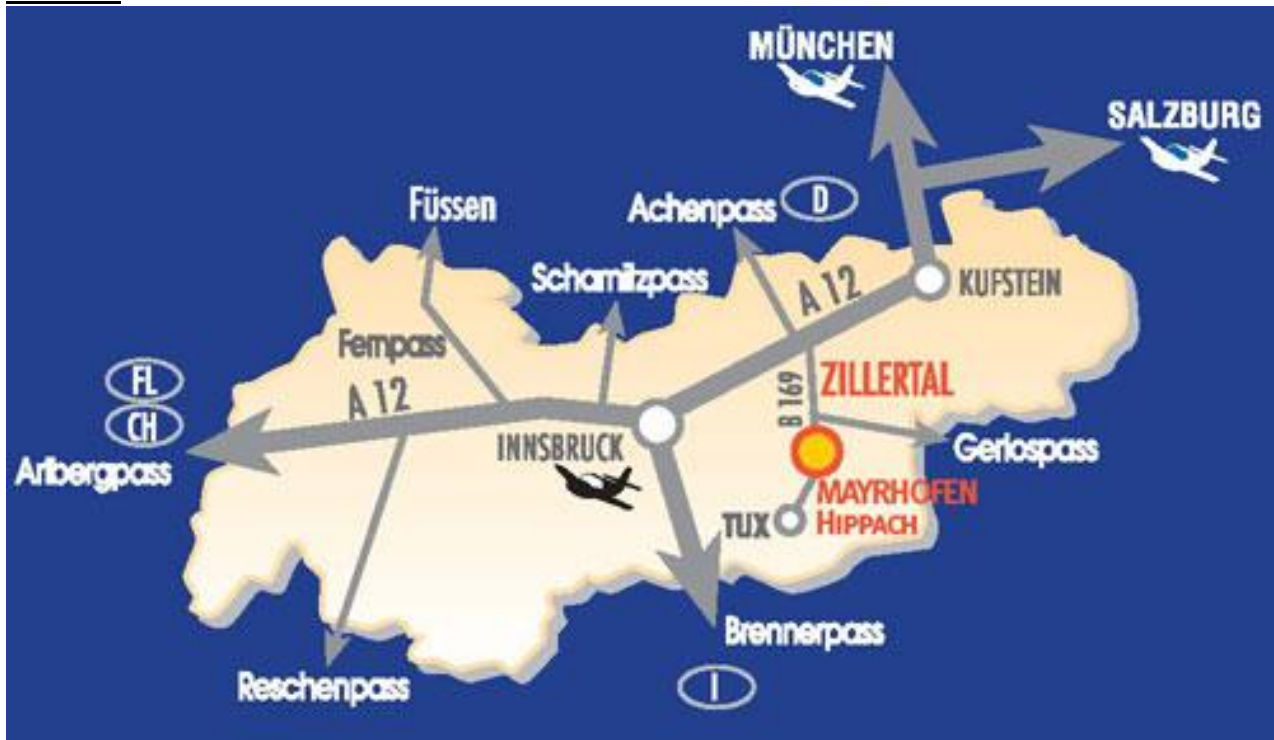 MÜNCHEN
SALZBURG
Füssen
Achenpass
D
Scharnitzpass
A 12
KUFSTEIN
Fernpass
FL
CH
A 12
B 169
ZILLERTAL
INNSBRUCK
Gerlospass
Arlbergpass
MAYRHOFEN
HIPPACH
TUX
Brennerpass
Reschenpass
I